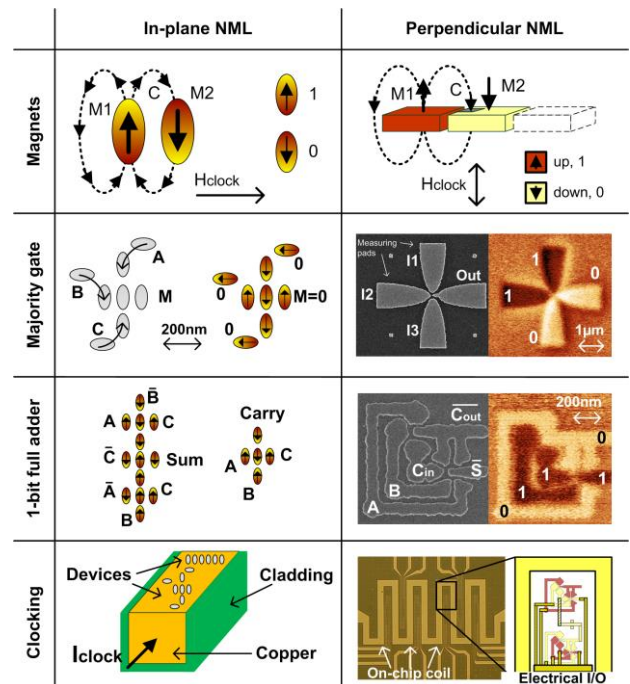 In-plane NML
Perpendicular NML
Magnets
M1
C
M2
1
0
Hclock
M1
C
M2
Hclock
up, 1
down, 0
Majority gate
A
B
M
C
200nm
0
0
M=0
0
Measuring
pads
I1
Out
I2
I3
1
0
1
0
1µm
1-bit full adder
B̄
A
C
C̄
Sum
Ā
C
B
Carry
A
C
B
C̄out
Cin
S̄
B
A
200nm
0
1
1
1
0
Clocking
Devices
Cladding
Iclock
Copper
On-chip coil
Electrical I/O